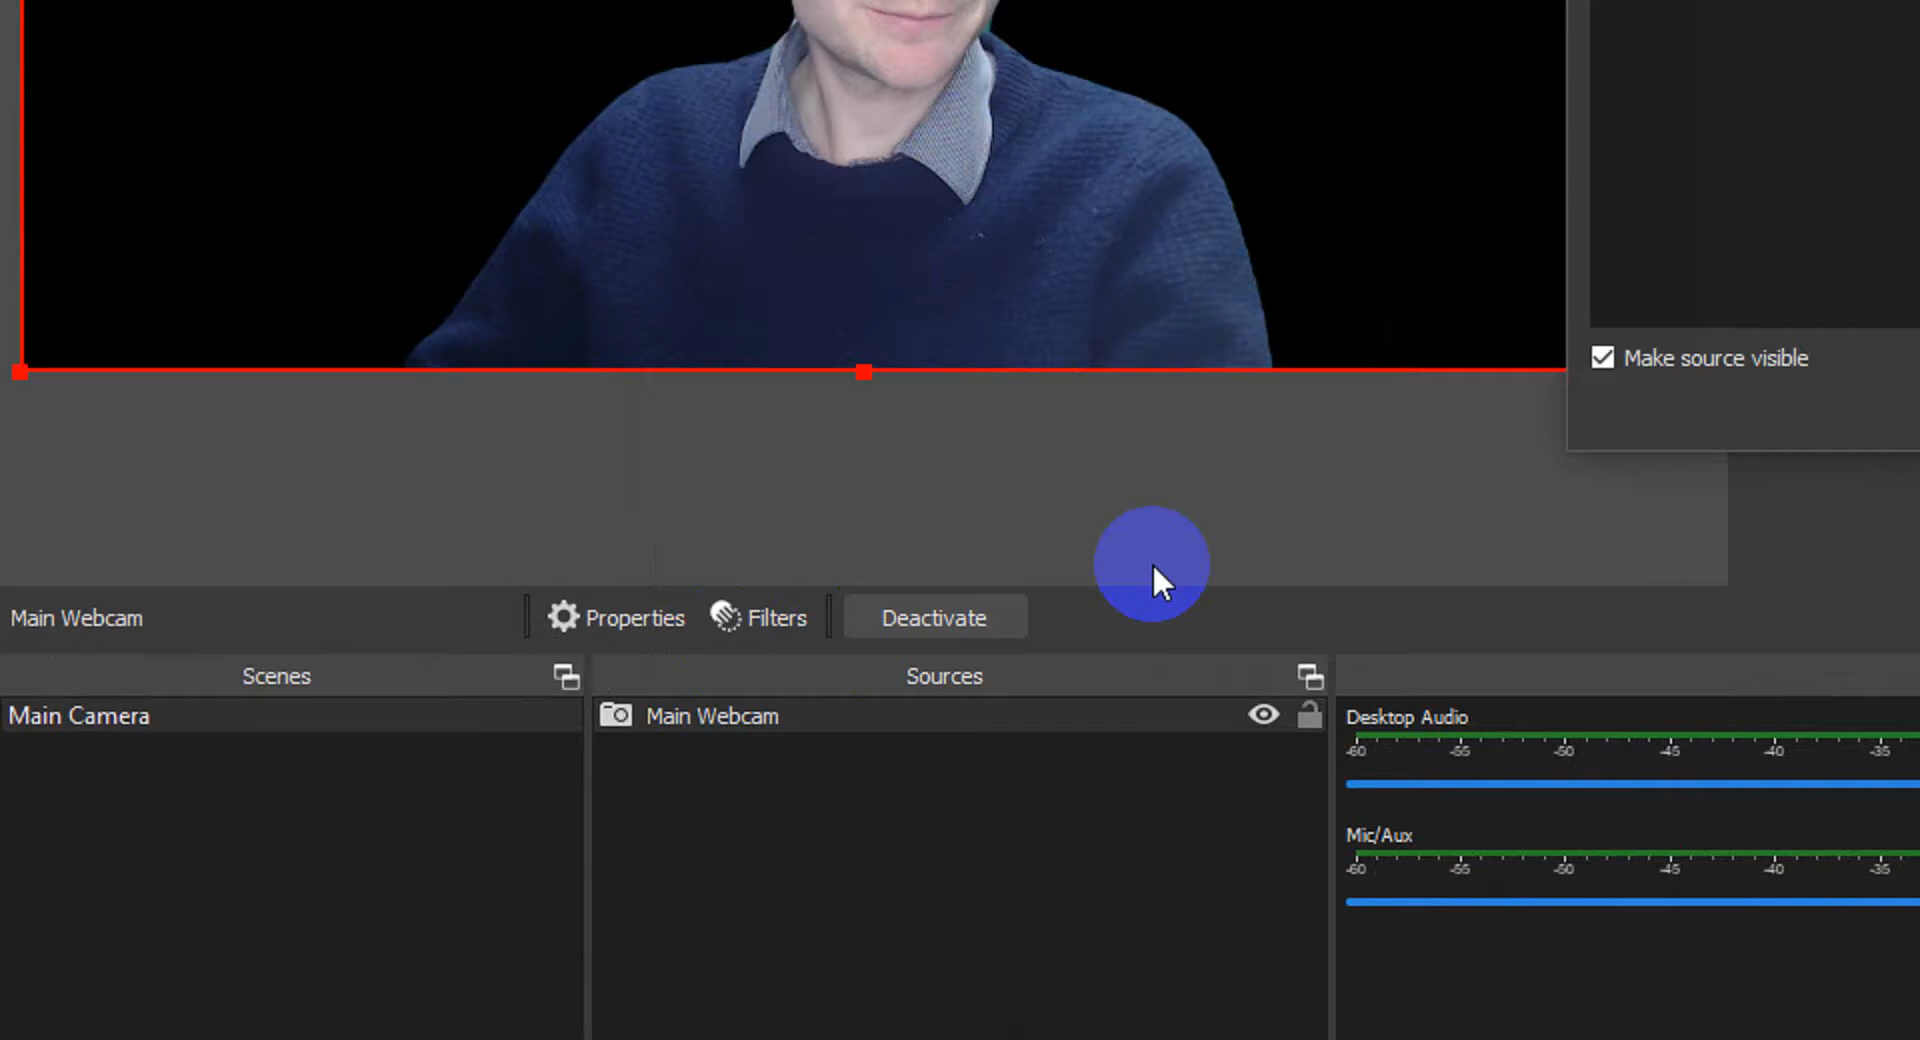 Make source visible
Main Webcam
Properties
Filters
Deactivate
Scenes
Sources
Main Camera
Main Webcam
Desktop Audio
-60 -55 -50 -45 -40 -35
Mic/Aux
-60 -55 -50 -45 -40 -35